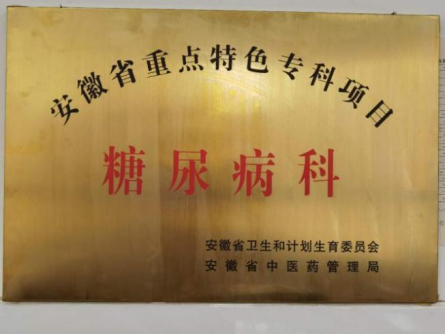 安徽省重点特色专科项目
糖尿病科
安徽省卫生和计划生育委员会
安徽省中医药管理局